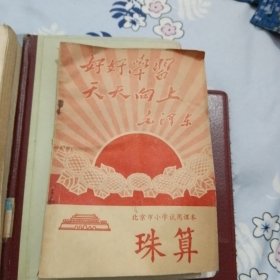 好好学習
天天向上
毛泽东
北京市小学试用课本
珠算